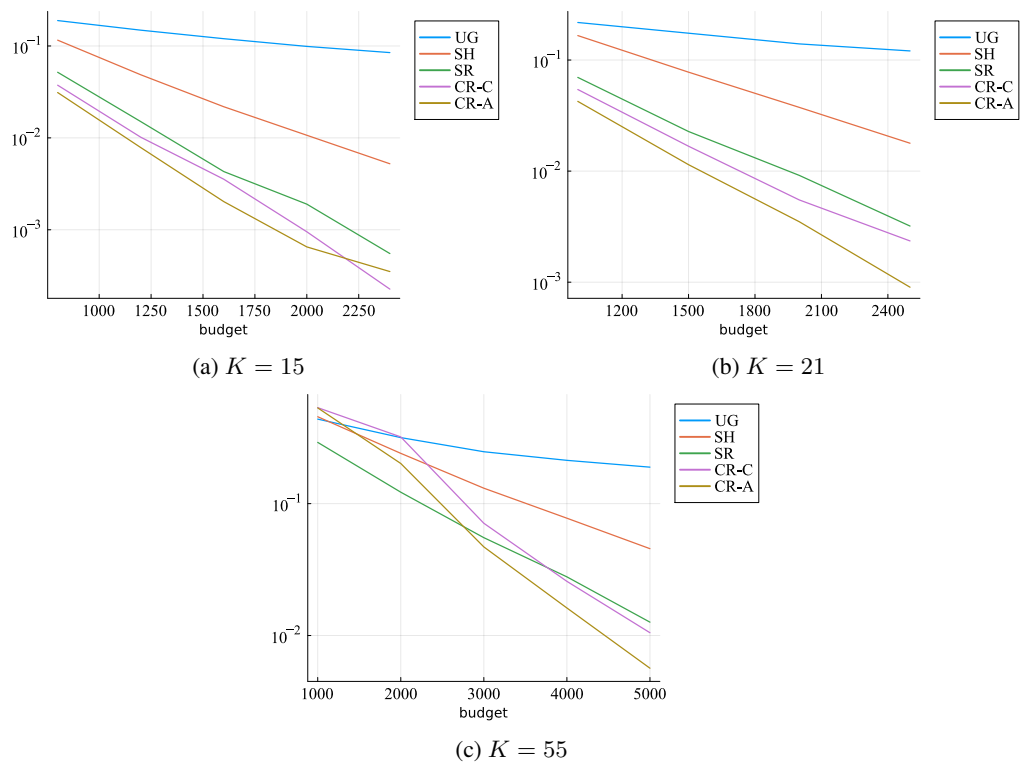 10⁻¹
10⁻²
10⁻³
1000 1250 1500 1750 2000 2250
budget
UG
SH
SR
CR-C
CR-A
(a) K = 15
10⁻¹
10⁻²
10⁻³
1200 1500 1800 2100 2400
budget
UG
SH
SR
CR-C
CR-A
(b) K = 21
10⁻¹
10⁻²
1000 2000 3000 4000 5000
budget
UG
SH
SR
CR-C
CR-A
(c) K = 55